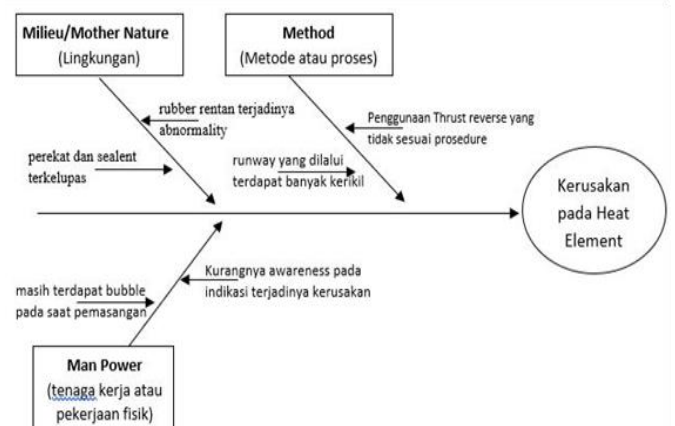 Milieu/Mother Nature
(Lingkungan)
Method
(Metode atau proses)
rubber rentan terjadinya
abnormality
perekat dan sealent
terkelupas
Penggunaan Thrust reverse yang
tidak sesuai prosedure
runway yang dilalui
terdapat banyak kerikil
Kerusakan
pada Heat
Element
Kurangnya awareness pada
indikasi terjadinya kerusakan
masih terdapat bubble
pada saat pemasangan
Man Power
(tenaga kerja atau
pekerjaan fisik)